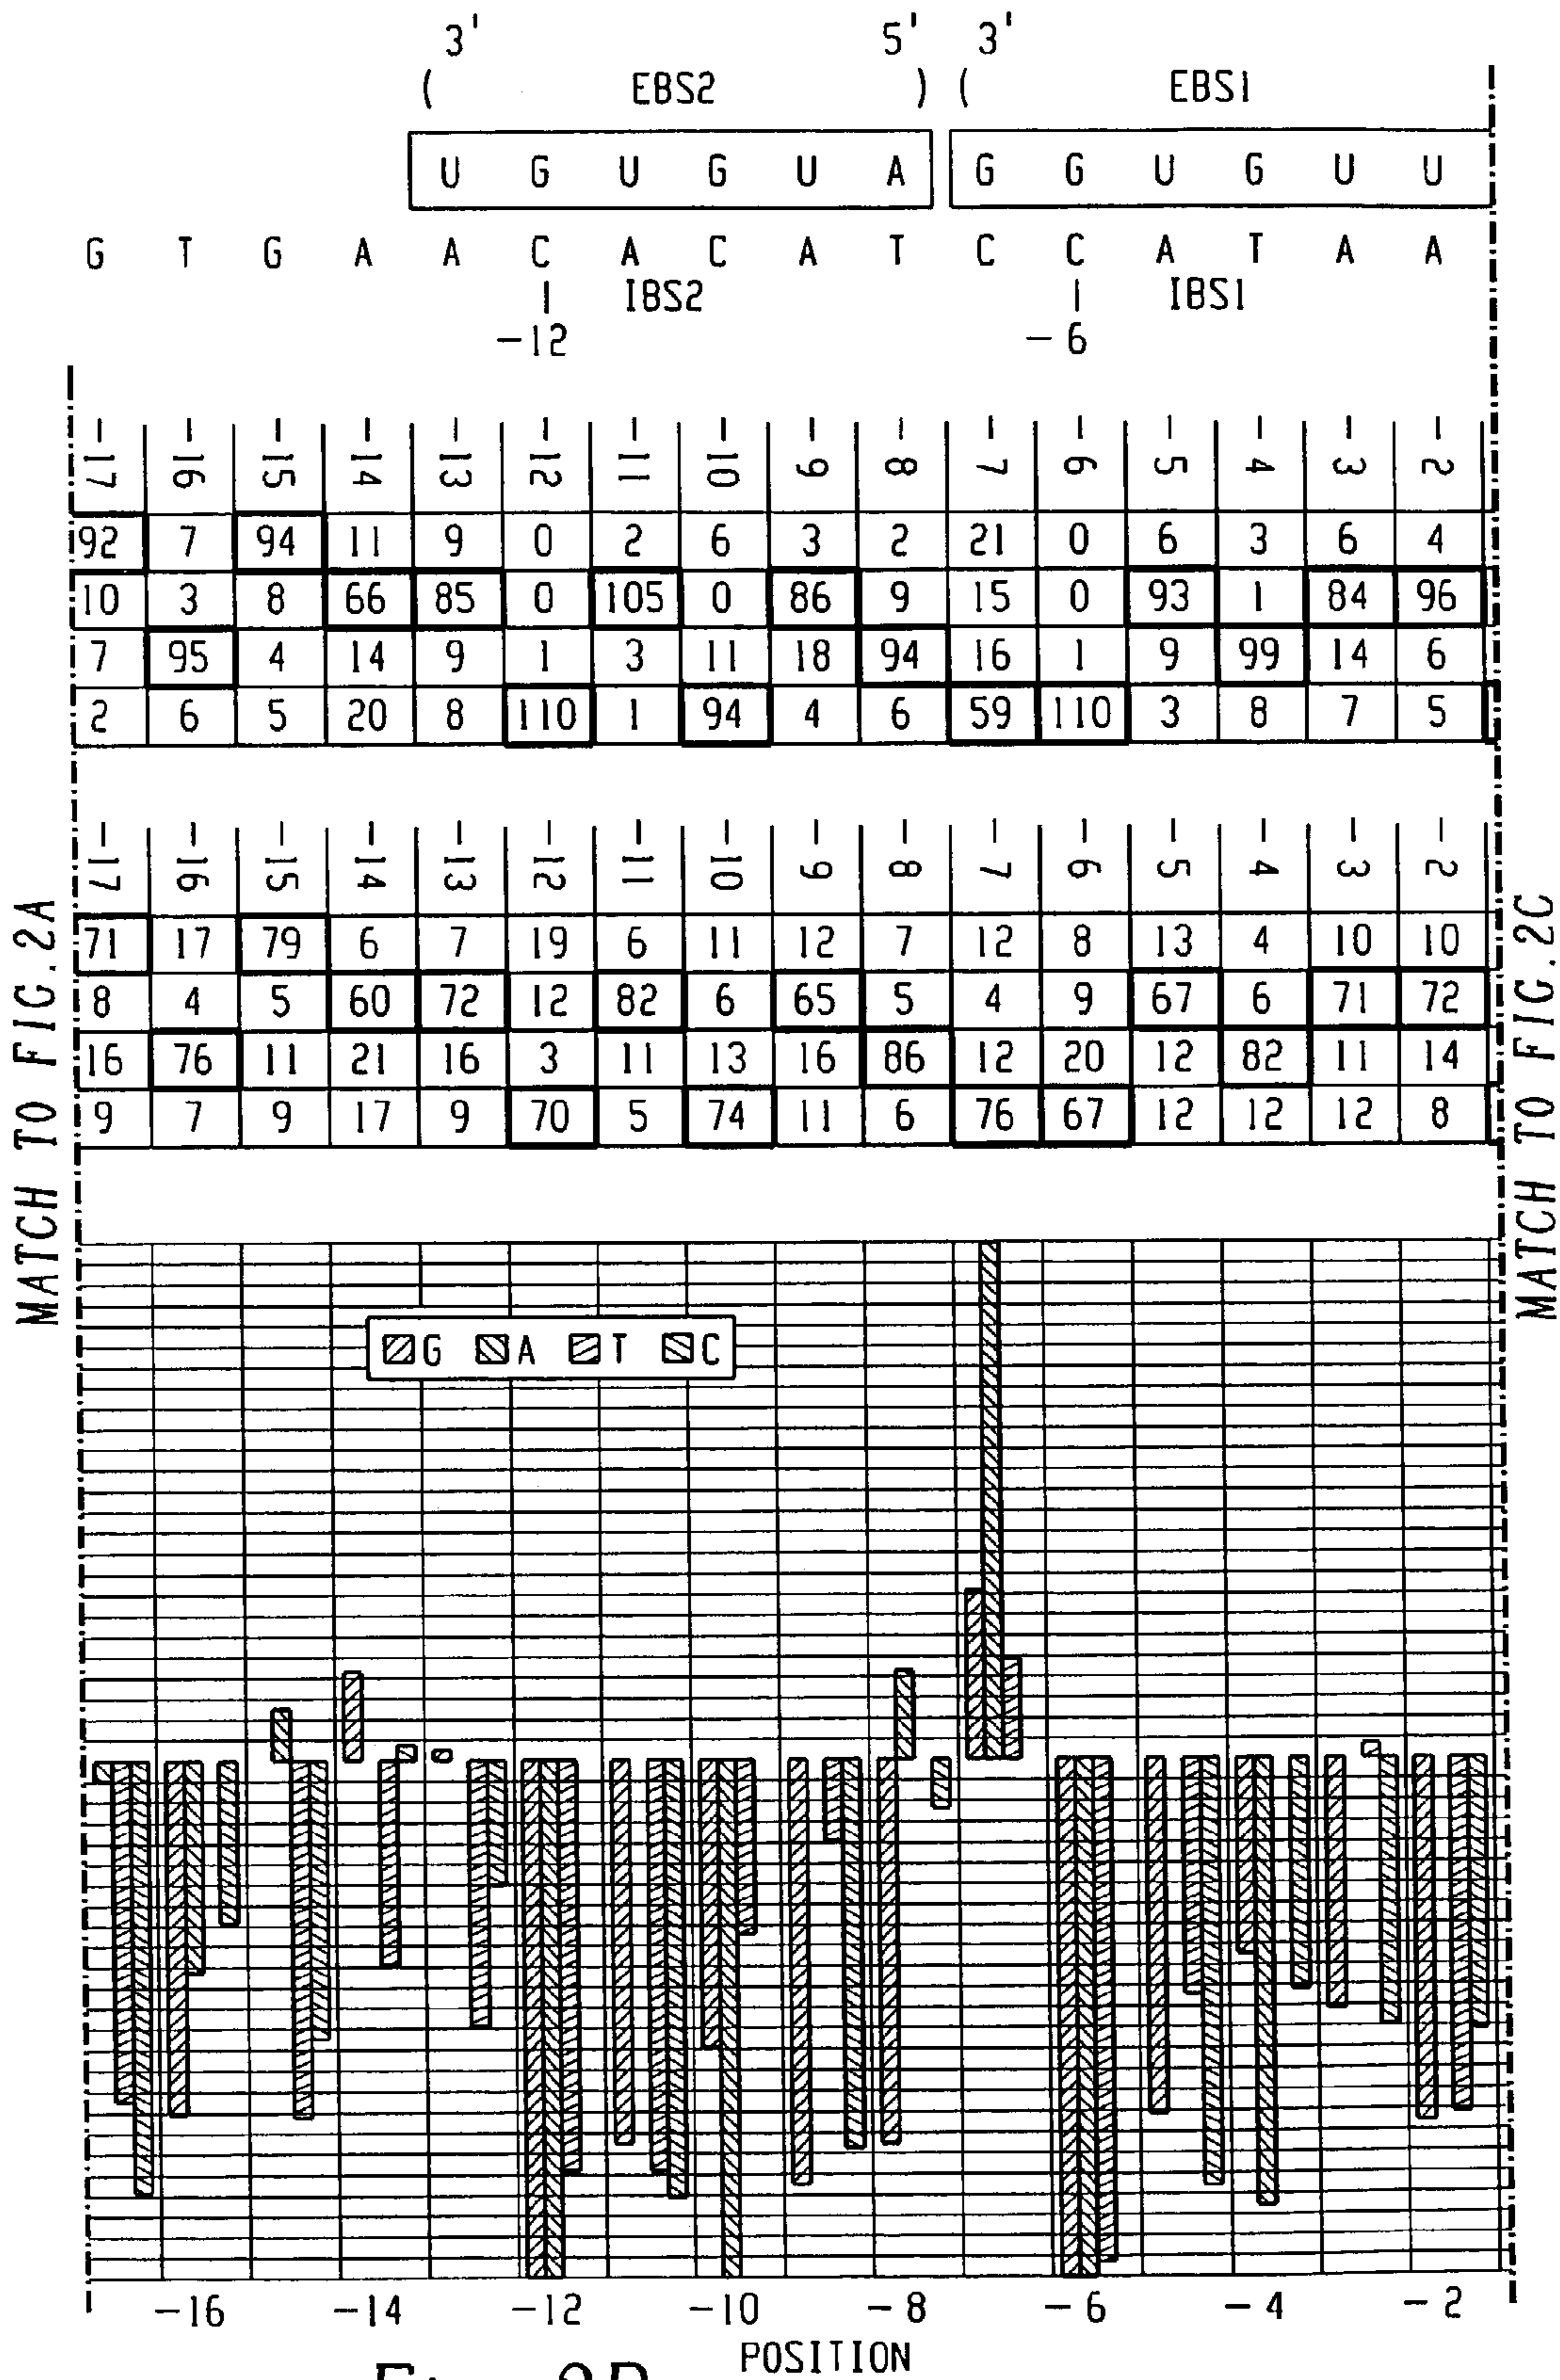 3' 5' 3'
( EBS2 ) ( EBS1
U G U G U A G G U G U U
G T G A A C A C A T C C A T A A
IBS2 IBS1
-12 -6
-17 -16 -15 -14 -13 -12 -11 -10 -9 -8 -7 -6 -5 -4 -3 -2
92 7 94 11 9 0 2 6 3 2 21 0 6 3 6 4
10 3 8 66 85 0 105 0 86 9 15 0 93 1 84 96
7 95 4 14 9 1 3 11 18 94 16 1 9 99 14 6
2 6 5 20 8 110 1 94 4 6 59 110 3 8 7 5
-17 -16 -15 -14 -13 -12 -11 -10 -9 -8 -7 -6 -5 -4 -3 -2
71 17 79 6 7 19 6 11 12 7 12 8 13 4 10 10
8 4 5 60 72 12 82 6 65 5 4 9 67 6 71 72
16 76 11 21 16 3 11 13 16 86 12 20 12 82 11 14
9 7 9 17 9 70 5 74 11 6 76 67 12 12 12 8
MATCH TO FIG.2A
MATCH TO FIG.2C
G A T C
-16 -14 -12 -10 -8 -6 -4 -2
POSITION